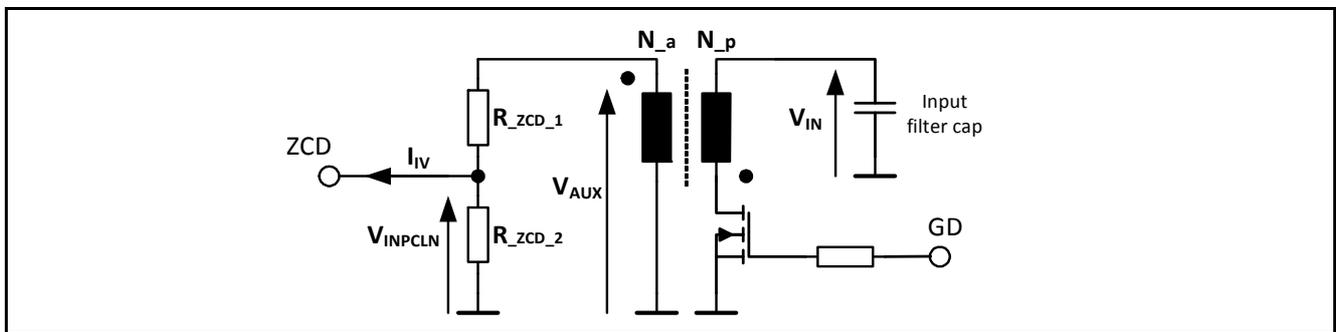 N_a N_p
R_ZCD_1
Input
filter cap
V_IN
ZCD
I_IV
V_AUX
V_INPCLN
R_ZCD_2
GD